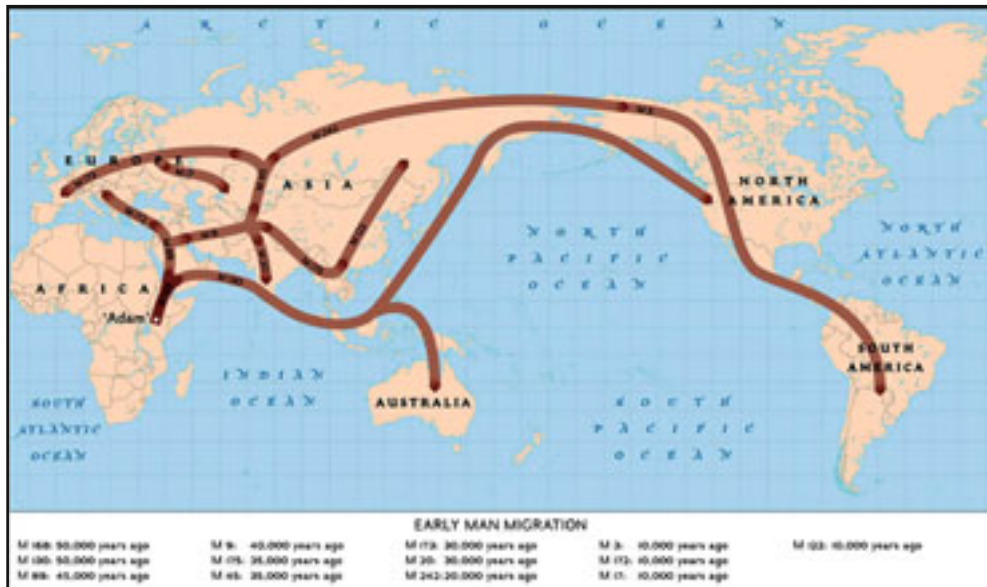 ARCTIC OCEAN
EUROPE
ASIA
NORTH AMERICA
NORTH PACIFIC OCEAN
NORTH ATLANTIC OCEAN
AFRICA
'Adam'
INDIAN OCEAN
AUSTRALIA
SOUTH AMERICA
SOUTH ATLANTIC OCEAN
SOUTH PACIFIC OCEAN
EARLY MAN MIGRATION
M 168: 50,000 years ago
M 130: 50,000 years ago
M 89: 45,000 years ago
M 9: 40,000 years ago
M 175: 35,000 years ago
M 45: 35,000 years ago
M 173: 30,000 years ago
M 20: 30,000 years ago
M 242: 20,000 years ago
M 3: 10,000 years ago
M 172: 10,000 years ago
M 17: 10,000 years ago
M 122: 10,000 years ago